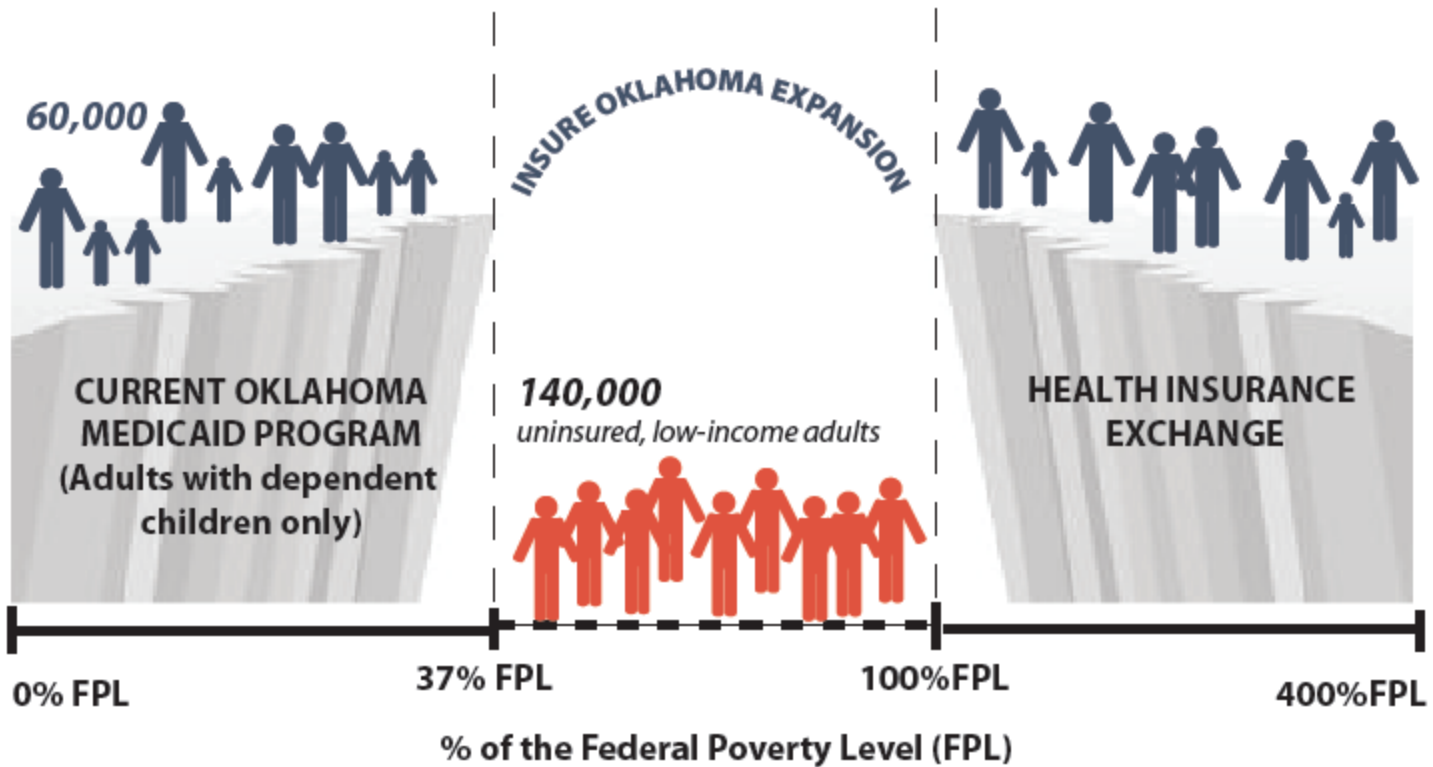 60,000
INSURE OKLAHOMA EXPANSION
CURRENT OKLAHOMA
MEDICAID PROGRAM
(Adults with dependent
children only)
140,000
uninsured, low-income adults
HEALTH INSURANCE
EXCHANGE
0% FPL
37% FPL
100%FPL
400%FPL
% of the Federal Poverty Level (FPL)